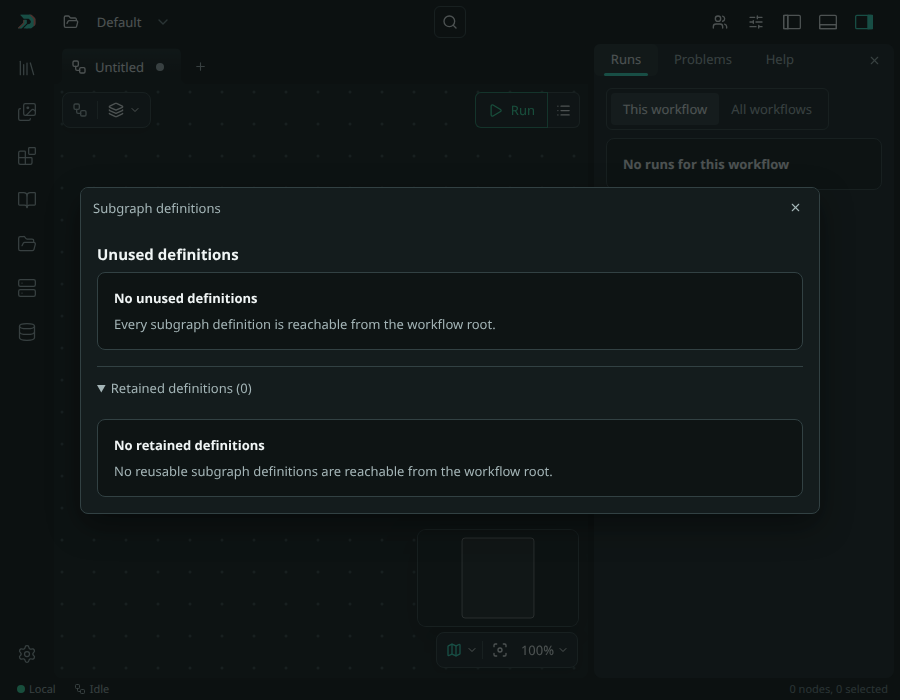 Default
Untitled
Run
Runs
Problems
Help
This workflow
All workflows
No runs for this workflow
Subgraph definitions
Unused definitions
No unused definitions
Every subgraph definition is reachable from the workflow root.
Retained definitions (0)
No retained definitions
No reusable subgraph definitions are reachable from the workflow root.
100%
Local
Idle
0 nodes, 0 selected